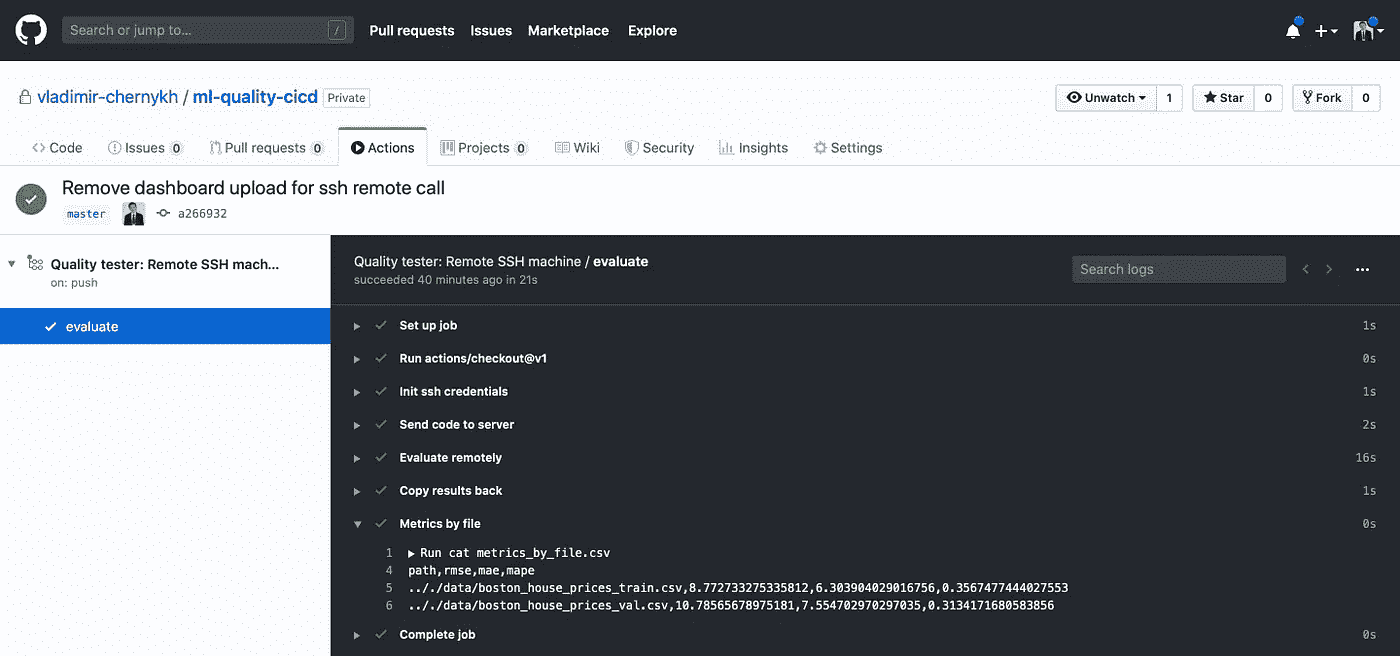 Search or jump to... /
Pull requests Issues Marketplace Explore
vladimir-chernykh / ml-quality-cicd Private
Unwatch 1 Star 0 Fork 0
Code Issues 0 Pull requests 0 Actions Projects 0 Wiki Security Insights Settings
Remove dashboard upload for ssh remote call
master a266932
Quality tester: Remote SSH mach...
on: push
evaluate
Quality tester: Remote SSH machine / evaluate
succeeded 40 minutes ago in 21s
Search logs
Set up job 1s
Run actions/checkout@v1 0s
Init ssh credentials 1s
Send code to server 2s
Evaluate remotely 16s
Copy results back 1s
Metrics by file 0s
1 Run cat metrics_by_file.csv
4 path,rmse,mae,mape
5 .././data/boston_house_prices_train.csv,8.772733275335812,6.303904029016756,0.3567477444027553
6 .././data/boston_house_prices_val.csv,10.78565678975181,7.554702970297035,0.3134171680583856
Complete job 0s